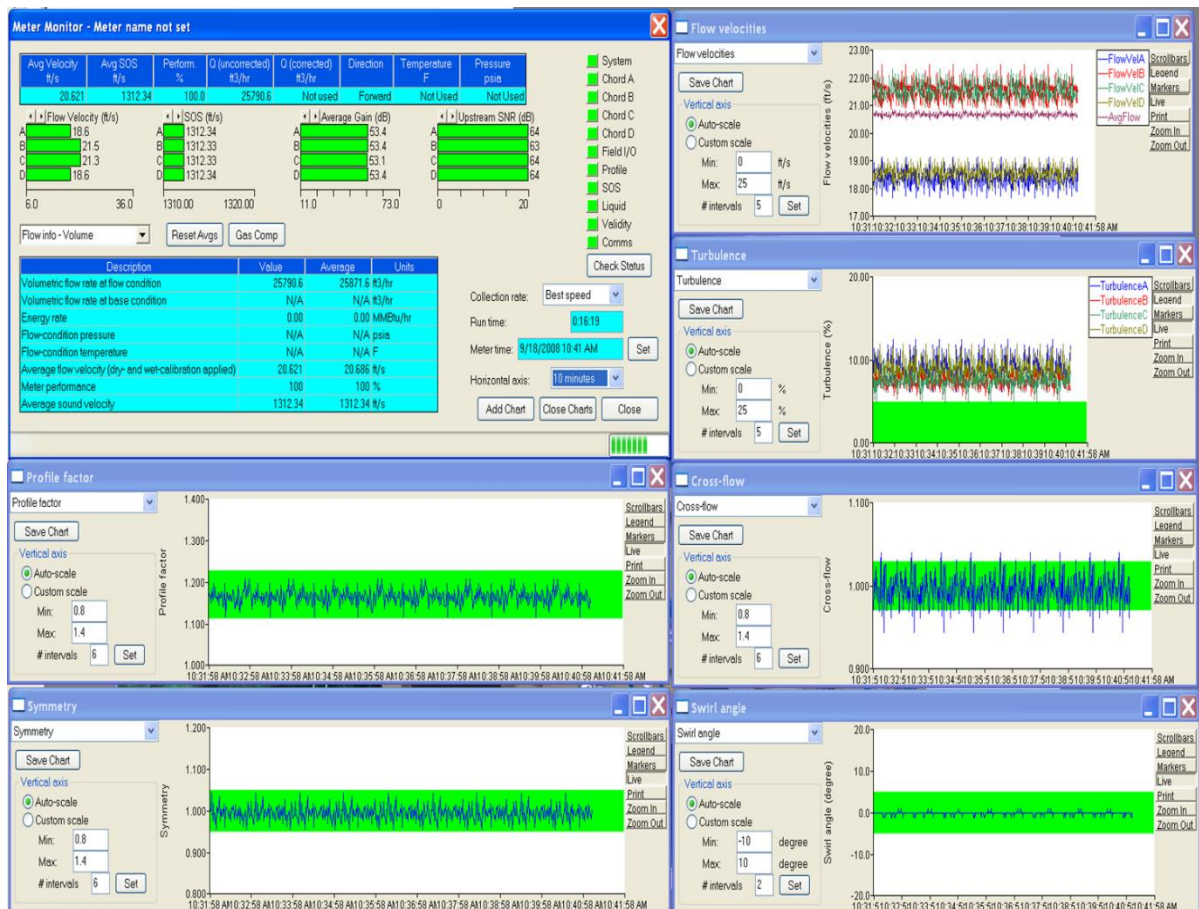 Meter Monitor - Meter name not set
Avg Velocity ft/s Avg SOS ft/s Perform. % Q (uncorrected) ft3/hr Q (corrected) ft3/hr Direction Temperature F Pressure psia
20.621 1312.34 100.0 25790.6 Not used Forward Not Used Not Used
Flow Velocity (ft/s) SOS (ft/s) Average Gain (dB) Upstream SNR (dB)
A 18.6 A 1312.34 A 53.4 A 64
B 21.5 B 1312.33 B 53.4 B 63
C 21.3 C 1312.33 C 53.1 C 64
D 18.6 D 1312.34 D 53.4 D 64
6.0 36.0 1310.00 1320.00 11.0 73.0 0 20
System
Chord A
Chord B
Chord C
Chord D
Field I/O
Profile
SOS
Liquid
Validity
Comms
Check Status
Flow info - Volume Reset Avgs Gas Comp
Description Value Average Units
Volumetric flow rate at flow condition 25790.6 25871.6 ft3/hr
Volumetric flow rate at base condition N/A N/A ft3/hr
Energy rate 0.00 0.00 MMBtu/hr
Flow-condition pressure N/A N/A psia
Flow-condition temperature N/A N/A F
Average flow velocity (dry- and wet-calibration applied) 20.621 20.686 ft/s
Meter performance 100 100 %
Average sound velocity 1312.34 1312.34 ft/s
Collection rate: Best speed
Run time: 0:16:19
Meter time: 9/18/2008 10:41 AM Set
Horizontal axis: 10 minutes
Add Chart Close Charts Close
Flow velocities
Flow velocities
Save Chart
Vertical axis
Auto-scale
Custom scale
Min: 0 ft/s
Max: 25 ft/s
# intervals 5 Set
Flow velocities (ft/s)
23.00
22.00
21.00
20.00
19.00
18.00
17.00
FlowVelA
FlowVelB
FlowVelC
FlowVelD
AvgFlow
Scrollbars
Legend
Markers
Live
Print
Zoom In
Zoom Out
Turbulence
Turbulence
Save Chart
Vertical axis
Auto-scale
Custom scale
Min: 0 %
Max: 25 %
# intervals 5 Set
Turbulence (%)
20.00
10.00
0.00
TurbulenceA
TurbulenceB
TurbulenceC
TurbulenceD
Scrollbars
Legend
Markers
Live
Print
Zoom In
Zoom Out
Profile factor
Profile factor
Save Chart
Vertical axis
Auto-scale
Custom scale
Min: 0.8
Max: 1.4
# intervals 6 Set
Profile factor
1.400
1.300
1.200
1.100
1.000
Scrollbars
Legend
Markers
Live
Print
Zoom In
Zoom Out
Cross-flow
Cross-flow
Save Chart
Vertical axis
Auto-scale
Custom scale
Min: 0.8
Max: 1.4
# intervals 6 Set
Cross-flow
1.100
1.000
0.900
Scrollbars
Legend
Markers
Live
Print
Zoom In
Zoom Out
Symmetry
Symmetry
Save Chart
Vertical axis
Auto-scale
Custom scale
Min: 0.8
Max: 1.4
# intervals 6 Set
Symmetry
1.200
1.100
1.000
0.900
0.800
Scrollbars
Legend
Markers
Live
Print
Zoom In
Zoom Out
Swirl angle
Swirl angle
Save Chart
Vertical axis
Auto-scale
Custom scale
Min: -10 degree
Max: 10 degree
# intervals 2 Set
Swirl angle (degree)
20.0
10.0
0.0
-10.0
-20.0
Scrollbars
Legend
Markers
Live
Print
Zoom In
Zoom Out